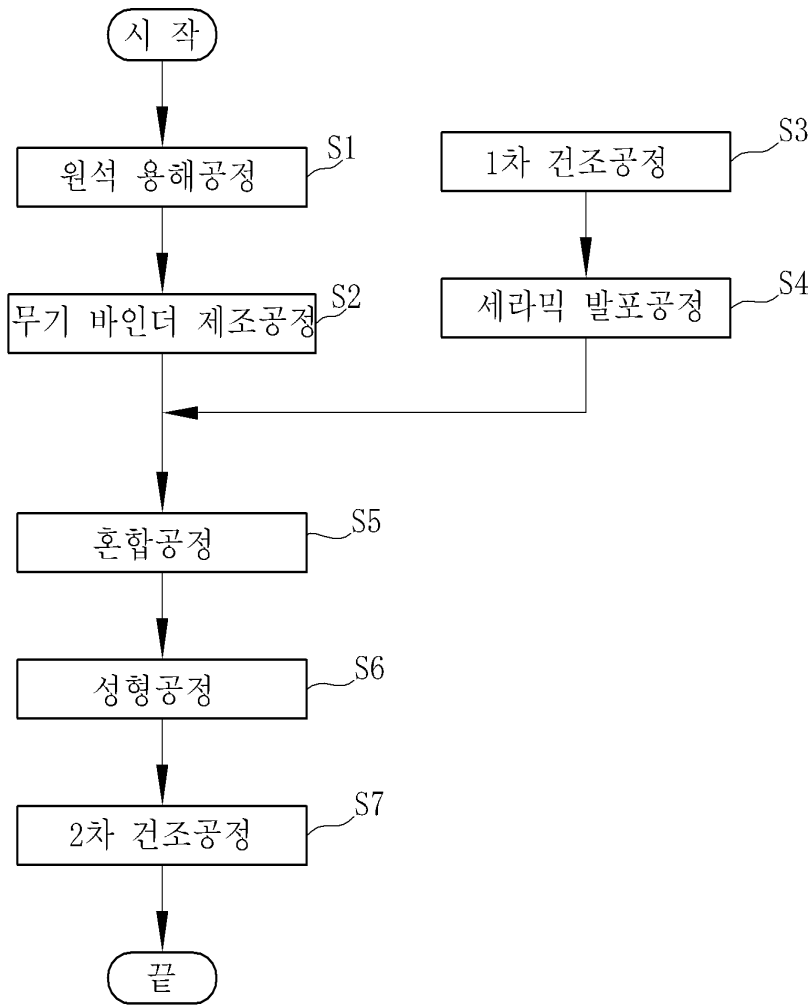 시 작
S1
원석 용해공정
S3
1차 건조공정
S2
무기 바인더 제조공정
S4
세라믹 발포공정
S5
혼합공정
S6
성형공정
S7
2차 건조공정
끝